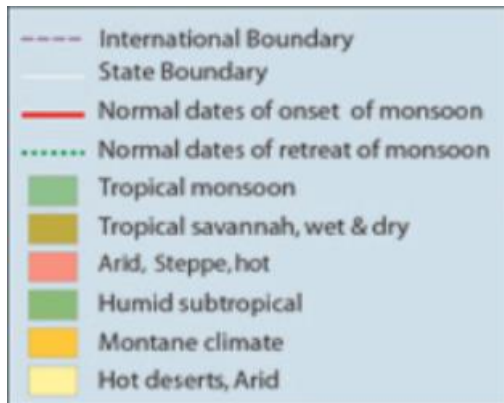 International Boundary
State Boundary
Normal dates of onset of monsoon
Normal dates of retreat of monsoon
Tropical monsoon
Tropical savannah, wet & dry
Arid, Steppe, hot
Humid subtropical
Montane climate
Hot deserts, Arid